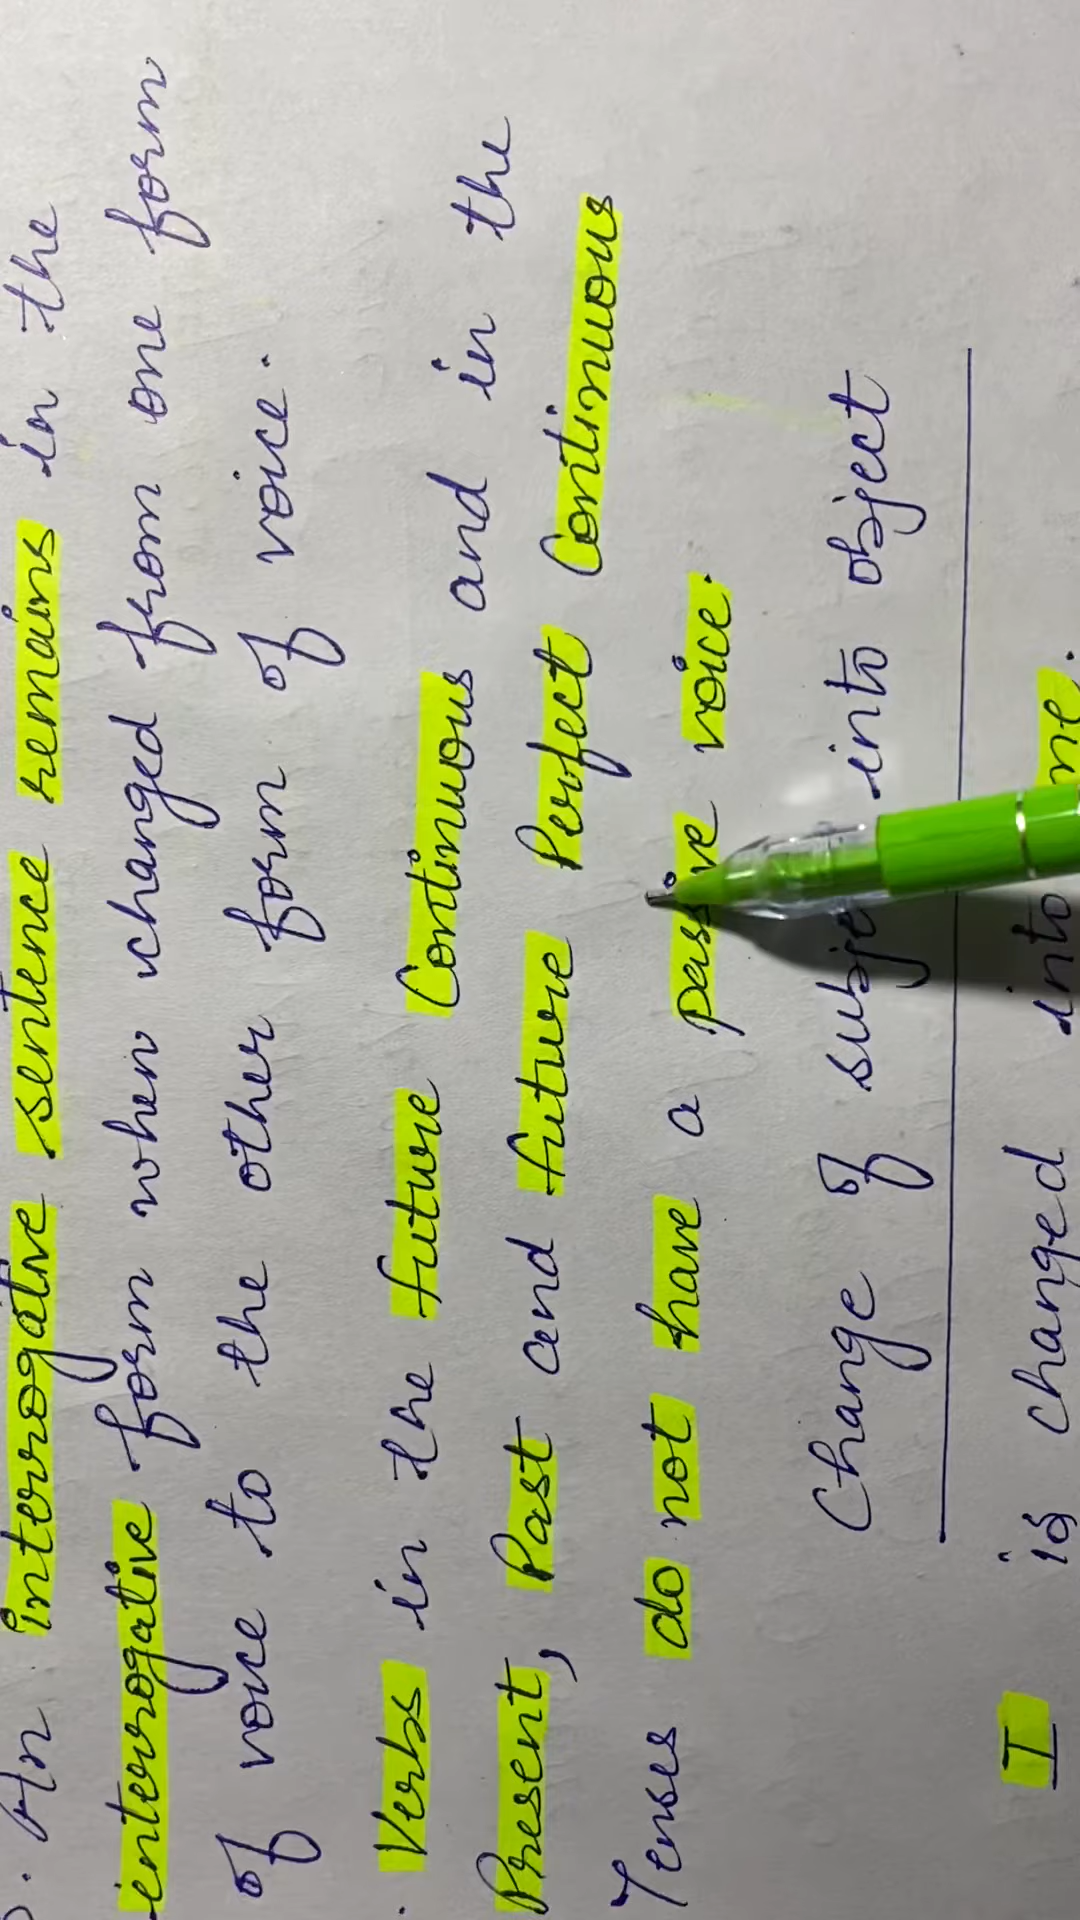 . An interrogative sentence remains in the
interrogative form when changed from one form
of voice to the other form of voice.
. Verbs in the future Continuous and in the
Present, Past and future Perfect Continuous
Tenses do not have a passive voice.
Change of subje into object
I is changed into me.